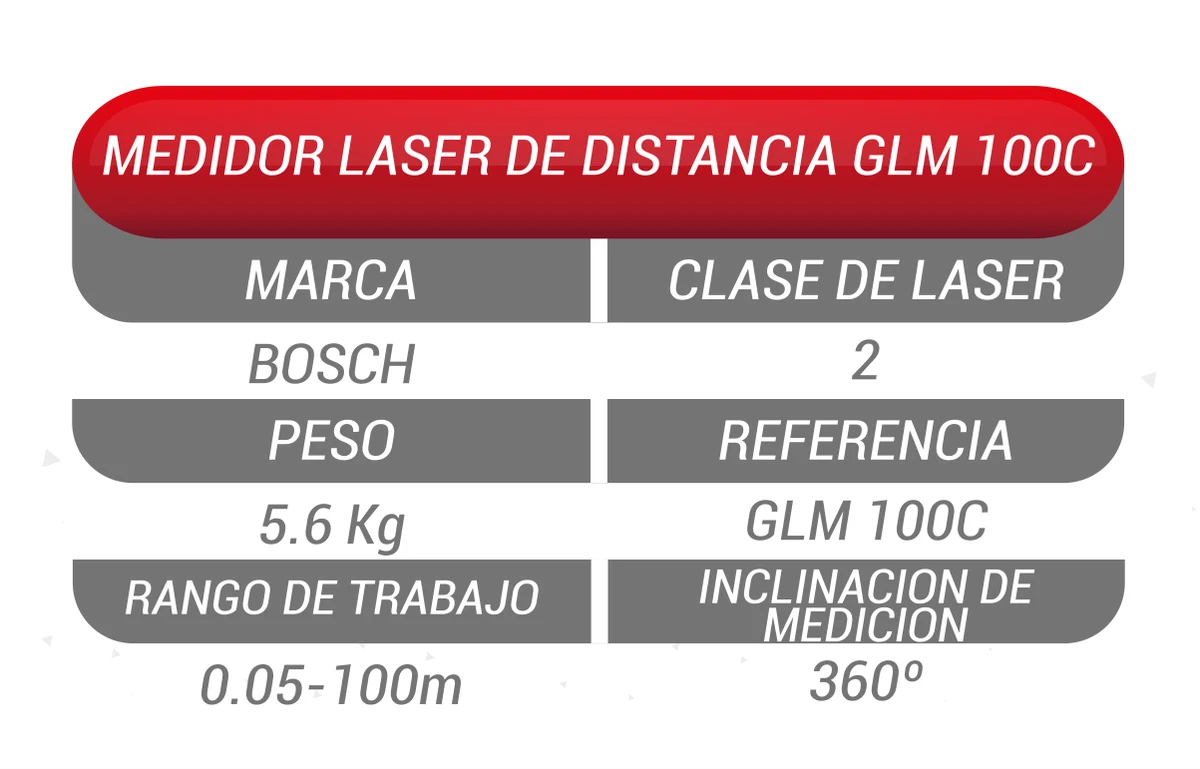 MEDIDOR LASER DE DISTANCIA GLM 100C
MARCA
CLASE DE LASER
BOSCH
2
PESO
REFERENCIA
5.6 Kg
GLM 100C
RANGO DE TRABAJO
INCLINACION DE
MEDICION
0.05-100m
360º